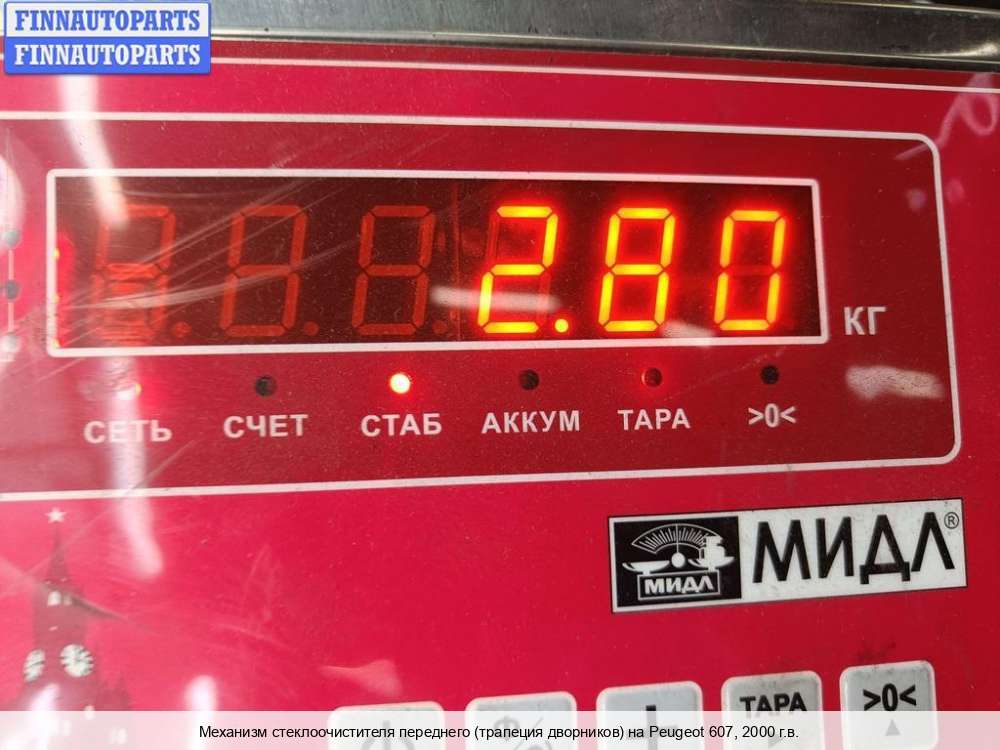 FINNAUTOPARTS
FINNAUTOPARTS
2.80
КГ
СЕТЬ СЧЕТ СТАБ АККУМ ТАРА >0<
МИДЛ МИДЛ®
ТАРА >0<
Механизм стеклоочистителя переднего (трапеция дворников) на Peugeot 607, 2000 г.в.